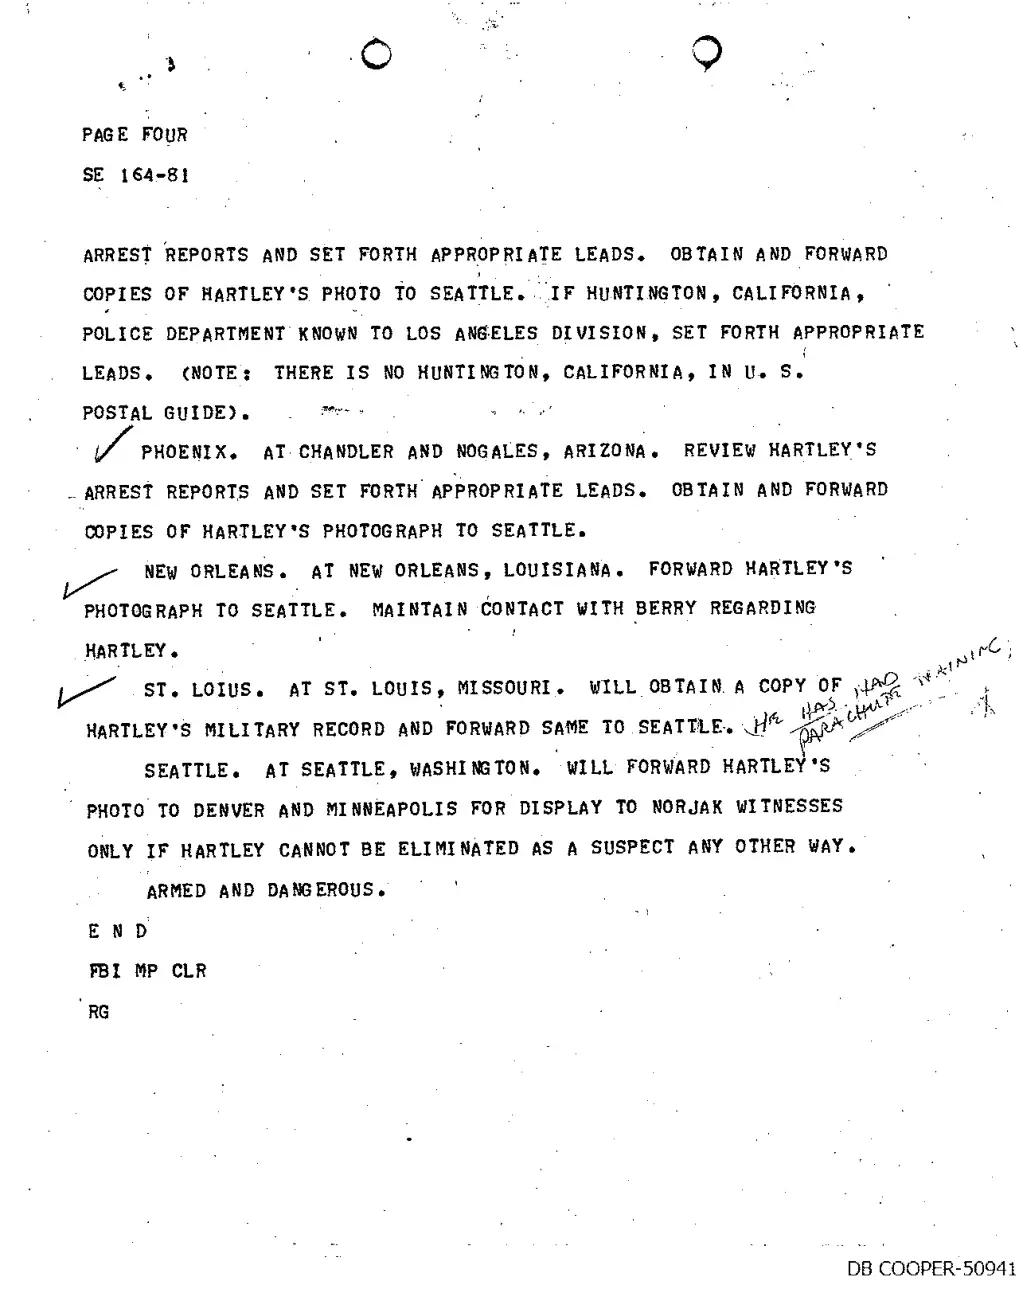 PAGE FOUR
SE 164-81
ARREST REPORTS AND SET FORTH APPROPRIATE LEADS. OBTAIN AND FORWARD
COPIES OF HARTLEY'S PHOTO TO SEATTLE. IF HUNTINGTON, CALIFORNIA,
POLICE DEPARTMENT KNOWN TO LOS ANGELES DIVISION, SET FORTH APPROPRIATE
LEADS. (NOTE: THERE IS NO HUNTINGTON, CALIFORNIA, IN U. S.
POSTAL GUIDE).
PHOENIX. AT CHANDLER AND NOGALES, ARIZONA. REVIEW HARTLEY'S
ARREST REPORTS AND SET FORTH APPROPRIATE LEADS. OBTAIN AND FORWARD
COPIES OF HARTLEY'S PHOTOGRAPH TO SEATTLE.
NEW ORLEANS. AT NEW ORLEANS, LOUISIANA. FORWARD HARTLEY'S
PHOTOGRAPH TO SEATTLE. MAINTAIN CONTACT WITH BERRY REGARDING
HARTLEY.
ST. LOIUS. AT ST. LOUIS, MISSOURI. WILL OBTAIN A COPY OF
HARTLEY'S MILITARY RECORD AND FORWARD SAME TO SEATTLE.
HAS HAD
PARACHUTE TRAINING
SEATTLE. AT SEATTLE, WASHINGTON. WILL FORWARD HARTLEY'S
PHOTO TO DENVER AND MINNEAPOLIS FOR DISPLAY TO NORJAK WITNESSES
ONLY IF HARTLEY CANNOT BE ELIMINATED AS A SUSPECT ANY OTHER WAY.
ARMED AND DANGEROUS.
E N D
FBI MP CLR
RG
DB COOPER-50941